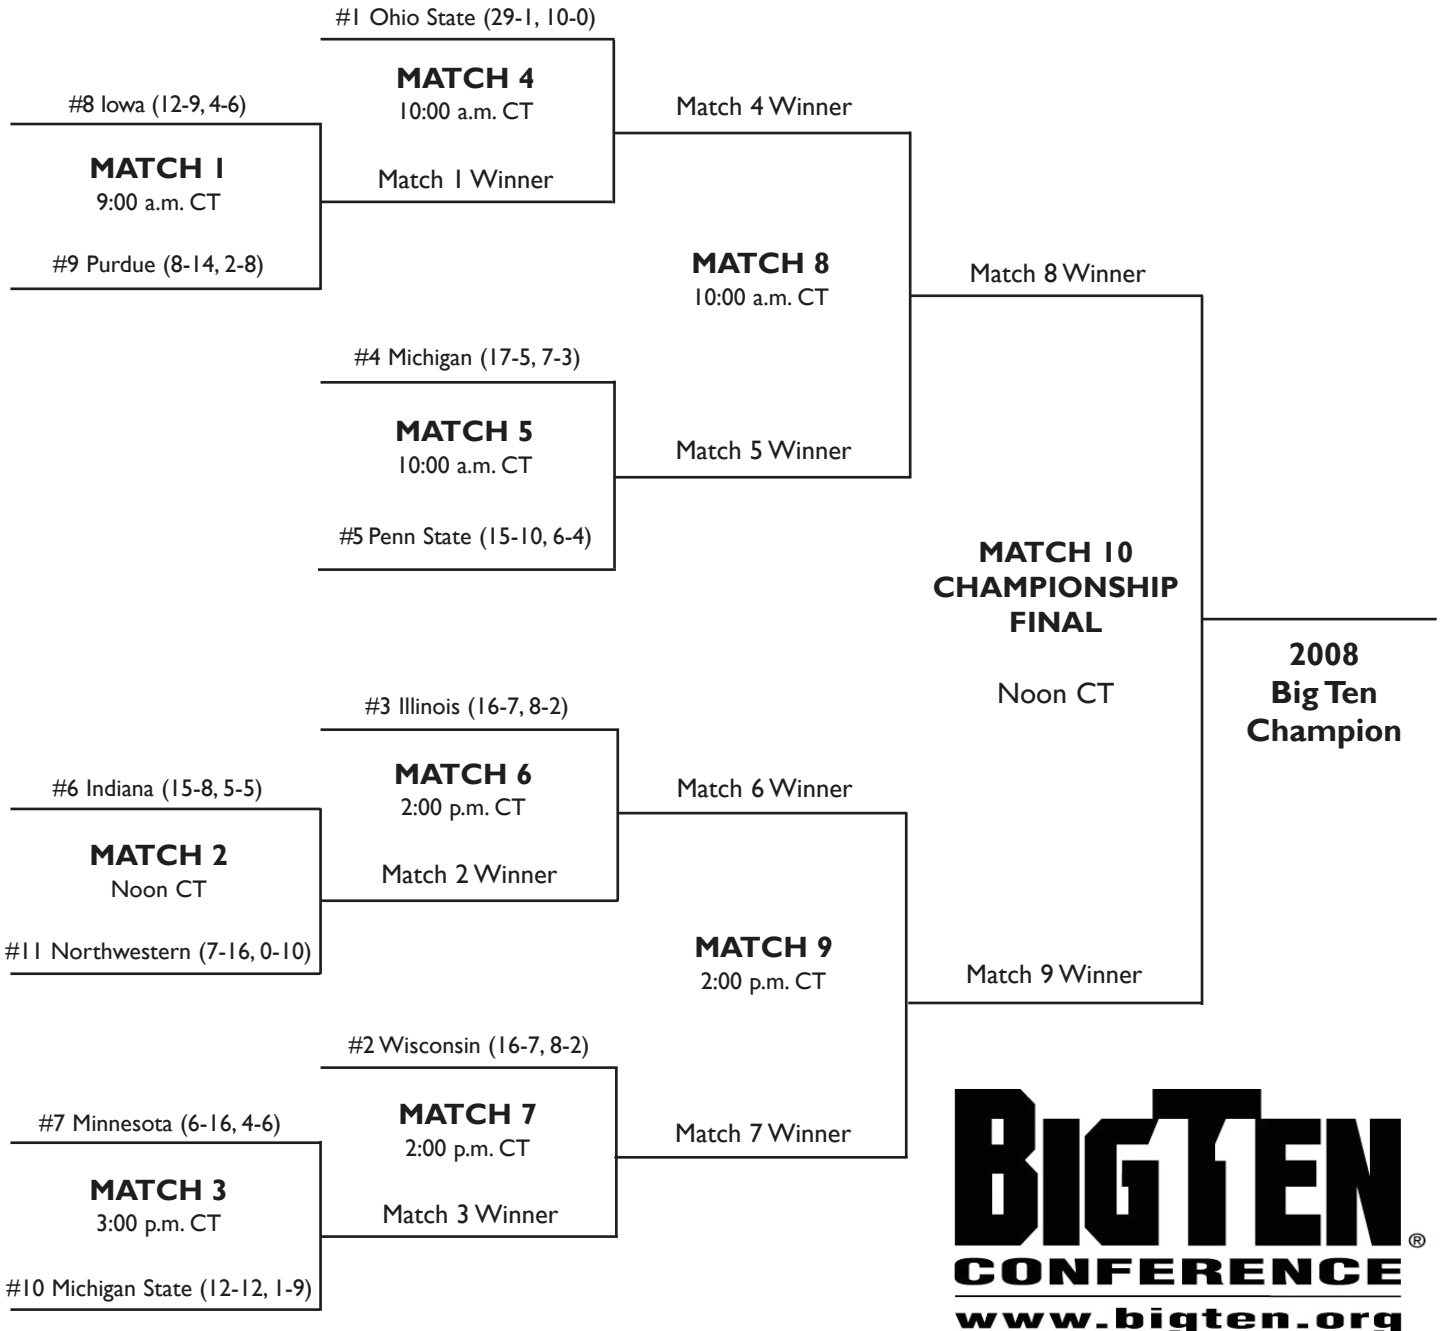 #1 Ohio State (29-1, 10-0)
MATCH 4
10:00 a.m. CT
Match 1 Winner
#8 Iowa (12-9, 4-6)
MATCH 1
9:00 a.m. CT
#9 Purdue (8-14, 2-8)
Match 4 Winner
MATCH 8
10:00 a.m. CT
Match 5 Winner
#4 Michigan (17-5, 7-3)
MATCH 5
10:00 a.m. CT
#5 Penn State (15-10, 6-4)
Match 8 Winner
MATCH 10
CHAMPIONSHIP
FINAL
Noon CT
2008
Big Ten
Champion
#3 Illinois (16-7, 8-2)
MATCH 6
2:00 p.m. CT
Match 2 Winner
#6 Indiana (15-8, 5-5)
MATCH 2
Noon CT
#11 Northwestern (7-16, 0-10)
Match 6 Winner
MATCH 9
2:00 p.m. CT
Match 7 Winner
Match 9 Winner
#2 Wisconsin (16-7, 8-2)
MATCH 7
2:00 p.m. CT
Match 3 Winner
#7 Minnesota (6-16, 4-6)
MATCH 3
3:00 p.m. CT
#10 Michigan State (12-12, 1-9)
BIG TEN ®
CONFERENCE
www.bigten.org